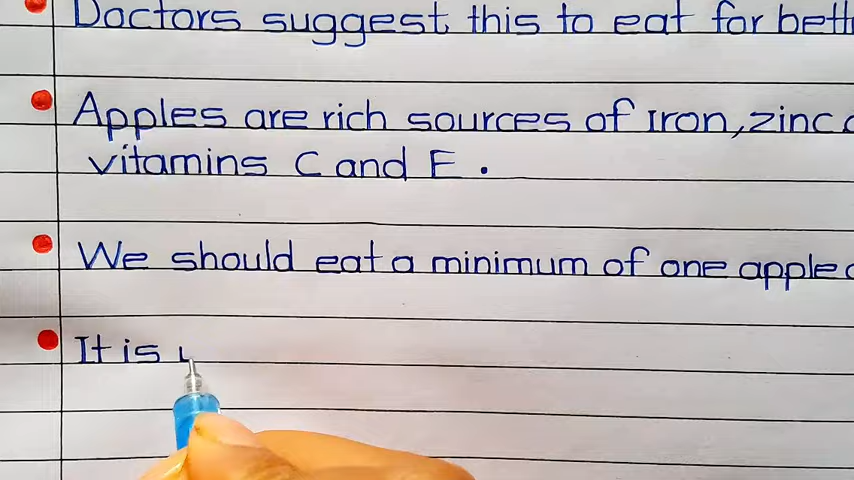 Doctors suggest this to eat for
Apples are rich sources of Iron, zinc
vitamins C and E.
We should eat a minimum of one apple
It is